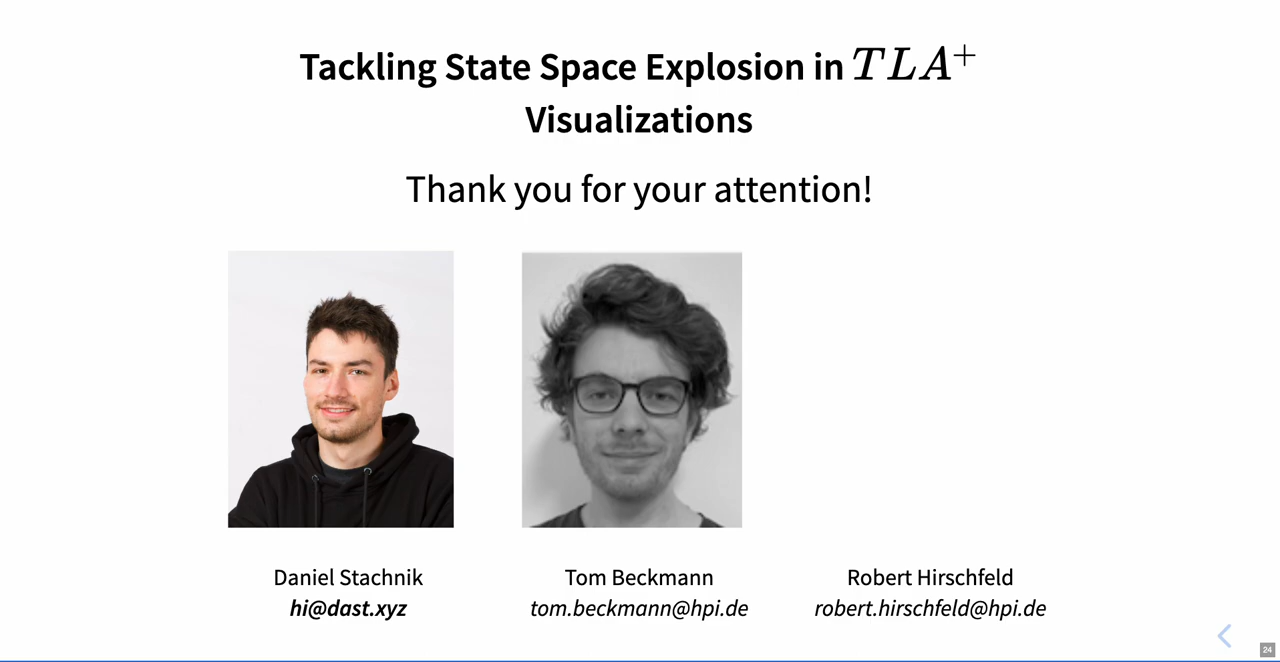 Tackling State Space Explosion in TLA⁺
Visualizations
Thank you for your attention!
Daniel Stachnik
Tom Beckmann
Robert Hirschfeld
hi@dast.xyz
tom.beckmann@hpi.de
robert.hirschfeld@hpi.de
24